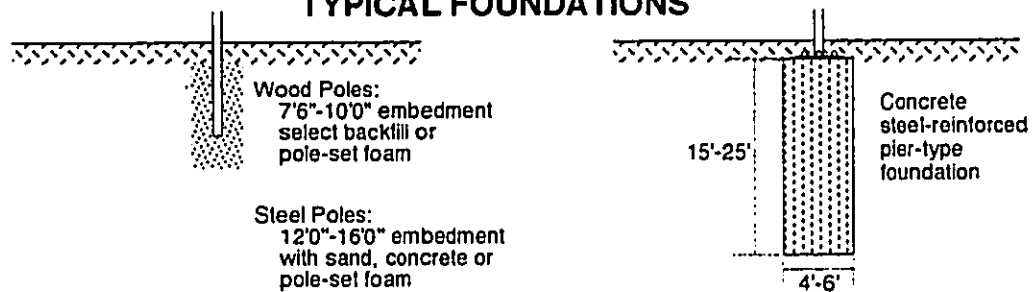 TYPICAL FOUNDATIONS
Wood Poles:
7'6"-10'0" embedment
select backfill or
pole-set foam
Steel Poles:
12'0"-16'0" embedment
with sand, concrete or
pole-set foam
15'-25'
4'-6'
Concrete
steel-reinforced
pier-type
foundation